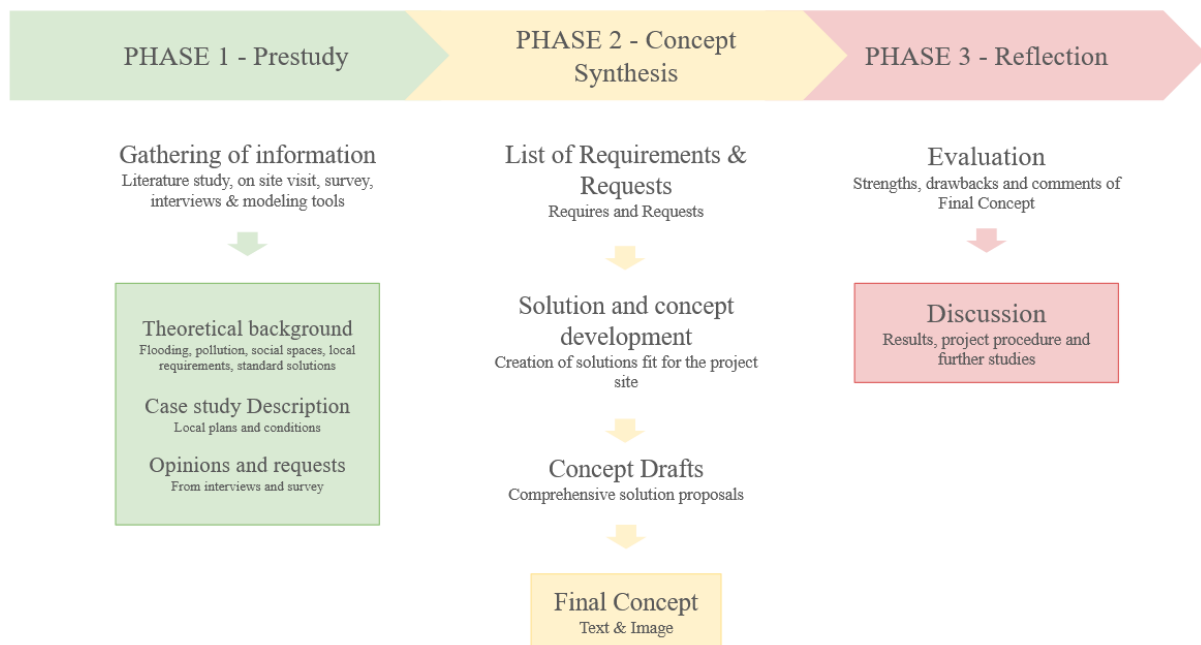 PHASE 1 - Prestudy
PHASE 2 - Concept
Synthesis
PHASE 3 - Reflection
Gathering of information
Literature study, on site visit, survey,
interviews & modeling tools
Theoretical background
Flooding, pollution, social spaces, local
requirements, standard solutions
Case study Description
Local plans and conditions
Opinions and requests
From interviews and survey
List of Requirements &
Requests
Requires and Requests
Solution and concept
development
Creation of solutions fit for the project
site
Concept Drafts
Comprehensive solution proposals
Final Concept
Text & Image
Evaluation
Strengths, drawbacks and comments of
Final Concept
Discussion
Results, project procedure and
further studies